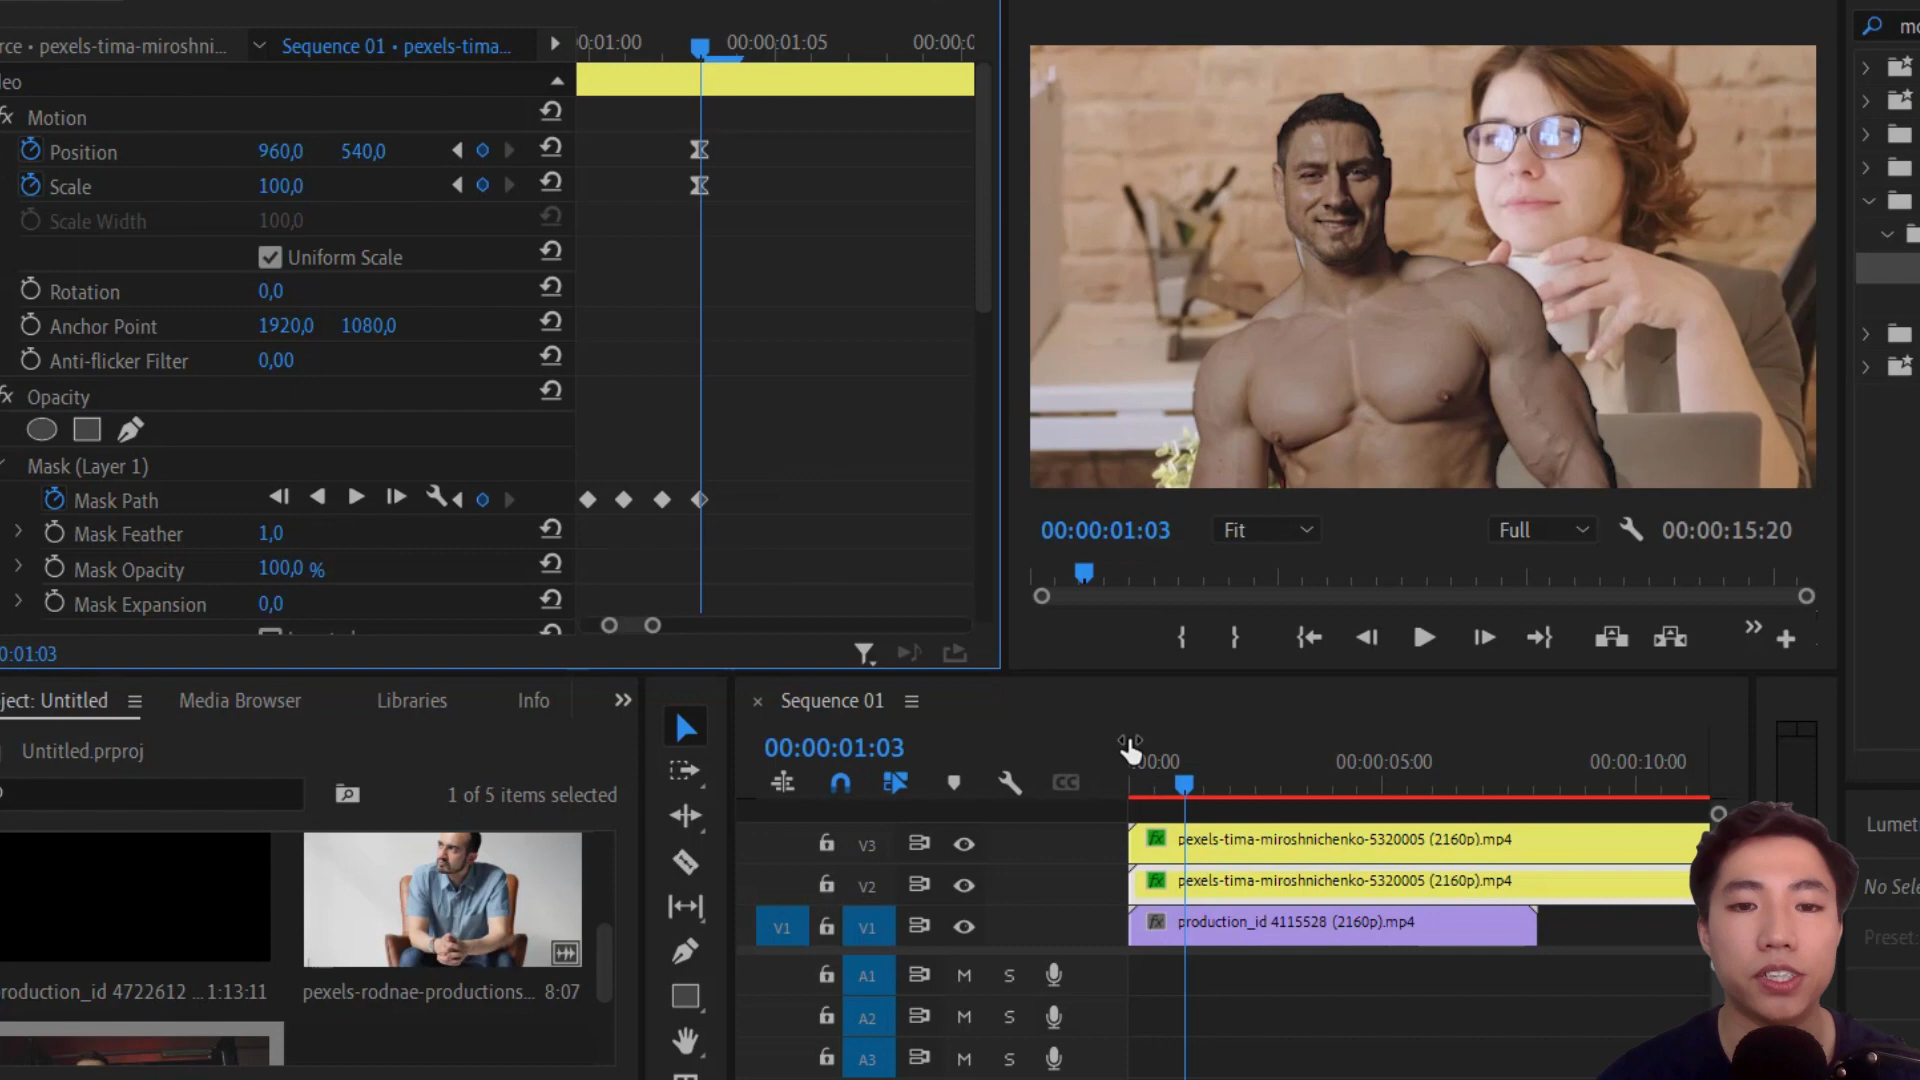 rce • pexels-tima-miroshni...
Sequence 01 • pexels-tima...
0:01:00
00:00:01:05
00:00:0
eo
fx Motion
Position 960,0 540,0
Scale 100,0
Scale Width 100,0
Uniform Scale
Rotation 0,0
Anchor Point 1920,0 1080,0
Anti-flicker Filter 0,00
fx Opacity
Mask (Layer 1)
Mask Path
Mask Feather 1,0
Mask Opacity 100,0 %
Mask Expansion 0,0
0:01:03
00:00:01:03
Fit
Full
00:00:15:20
mo
ject: Untitled
Media Browser
Libraries
Info
Untitled.prproj
1 of 5 items selected
roduction_id 4722612 ... 1:13:11
pexels-rodnae-productions... 8:07
Sequence 01
00:00:01:03
:00:00
00:00:05:00
00:00:10:00
V3
fx pexels-tima-miroshnichenko-5320005 (2160p).mp4
V2
fx pexels-tima-miroshnichenko-5320005 (2160p).mp4
V1 V1
fx production_id 4115528 (2160p).mp4
A1 M S
A2 M S
A3 M S
Lumet
No Sele
Preset: